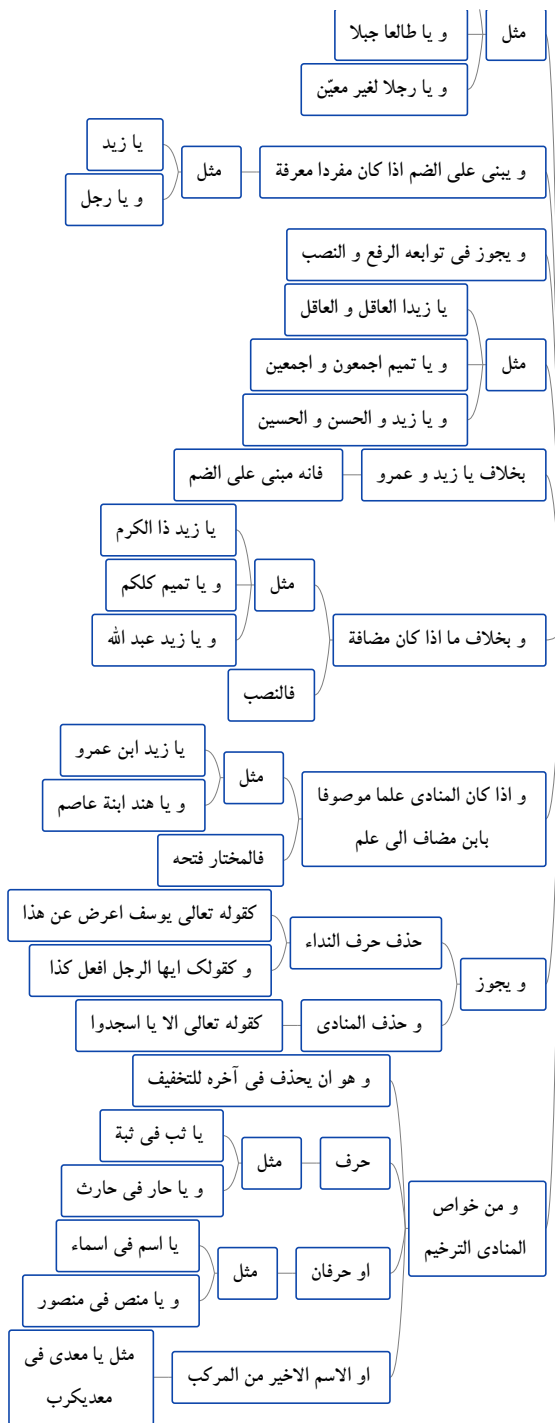 مثل
و يا طالعا جبلا
و يا رجلا لغير معيّن
و يبنى على الضم اذا كان مفردا معرفة
مثل
يا زيد
و يا رجل
و يجوز فى توابعه الرفع و النصب
مثل
يا زيدا العاقل و العاقل
و يا تميم اجمعون و اجمعين
و يا زيد و الحسن و الحسين
بخلاف يا زيد و عمرو
فانه مبنى على الضم
و بخلاف ما اذا كان مضافة
مثل
يا زيد ذا الكرم
و يا تميم كلكم
و يا زيد عبد الله
فالنصب
و اذا كان المنادى علما موصوفا
بابن مضاف الى علم
مثل
يا زيد ابن عمرو
و يا هند ابنة عاصم
فالمختار فتحه
و يجوز
حذف حرف النداء
كقوله تعالى يوسف اعرض عن هذا
و كقولک ايها الرجل افعل كذا
و حذف المنادى
كقوله تعالى الا يا اسجدوا
و من خواص
المنادى الترخيم
و هو ان يحذف فى آخره للتخفيف
حرف
مثل
يا ثب فى ثبة
و يا حار فى حارث
او حرفان
مثل
يا اسم فى اسماء
و يا منص فى منصور
او الاسم الاخير من المركب
مثل يا معدى فى
معديكرب